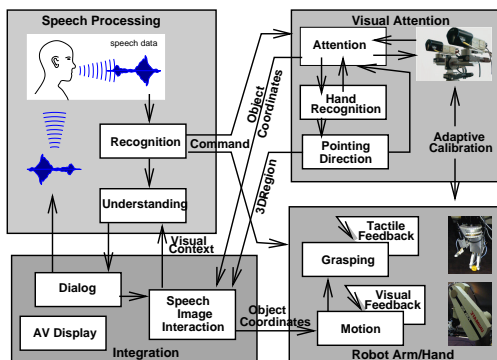 Speech Processing
speech data
Recognition
Understanding
Visual Attention
Attention
Hand
Recognition
Pointing
Direction
Object
Coordinates
Command
3DRegion
Adaptive
Calibration
Visual
Context
Dialog
AV Display
Speech
Image
Interaction
Integration
Object
Coordinates
Tactile
Feedback
Grasping
Visual
Feedback
Motion
Robot Arm/Hand